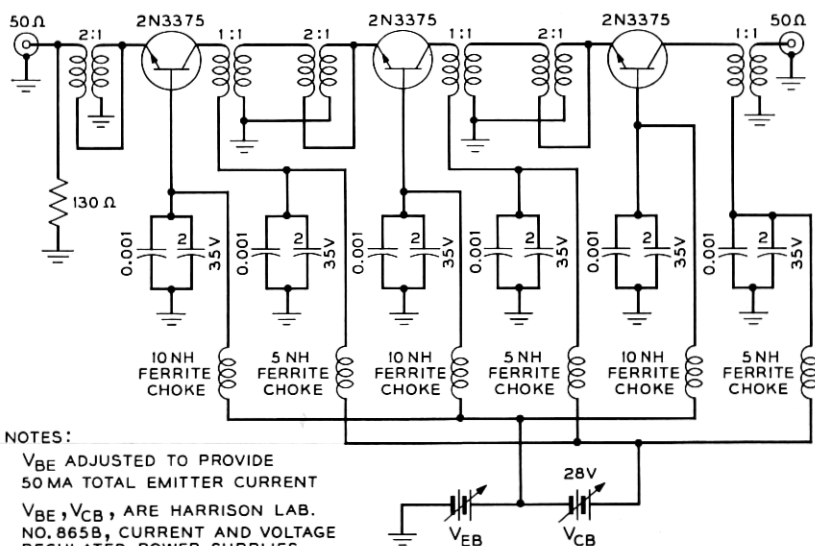 50Ω
2:1
2N3375
1:1
2:1
2N3375
1:1
2:1
2N3375
1:1
50Ω
130Ω
0.001
2
35V
0.001
2
35V
0.001
2
35V
0.001
2
35V
0.001
2
35V
0.001
2
35V
10 NH
FERRITE
CHOKE
5 NH
FERRITE
CHOKE
10 NH
FERRITE
CHOKE
5 NH
FERRITE
CHOKE
10 NH
FERRITE
CHOKE
5 NH
FERRITE
CHOKE
NOTES:
VBE ADJUSTED TO PROVIDE
50 MA TOTAL EMITTER CURRENT
VBE, VCB, ARE HARRISON LAB.
NO. 865B, CURRENT AND VOLTAGE
REGULATED POWER SUPPLIES
28V
VEB
VCB